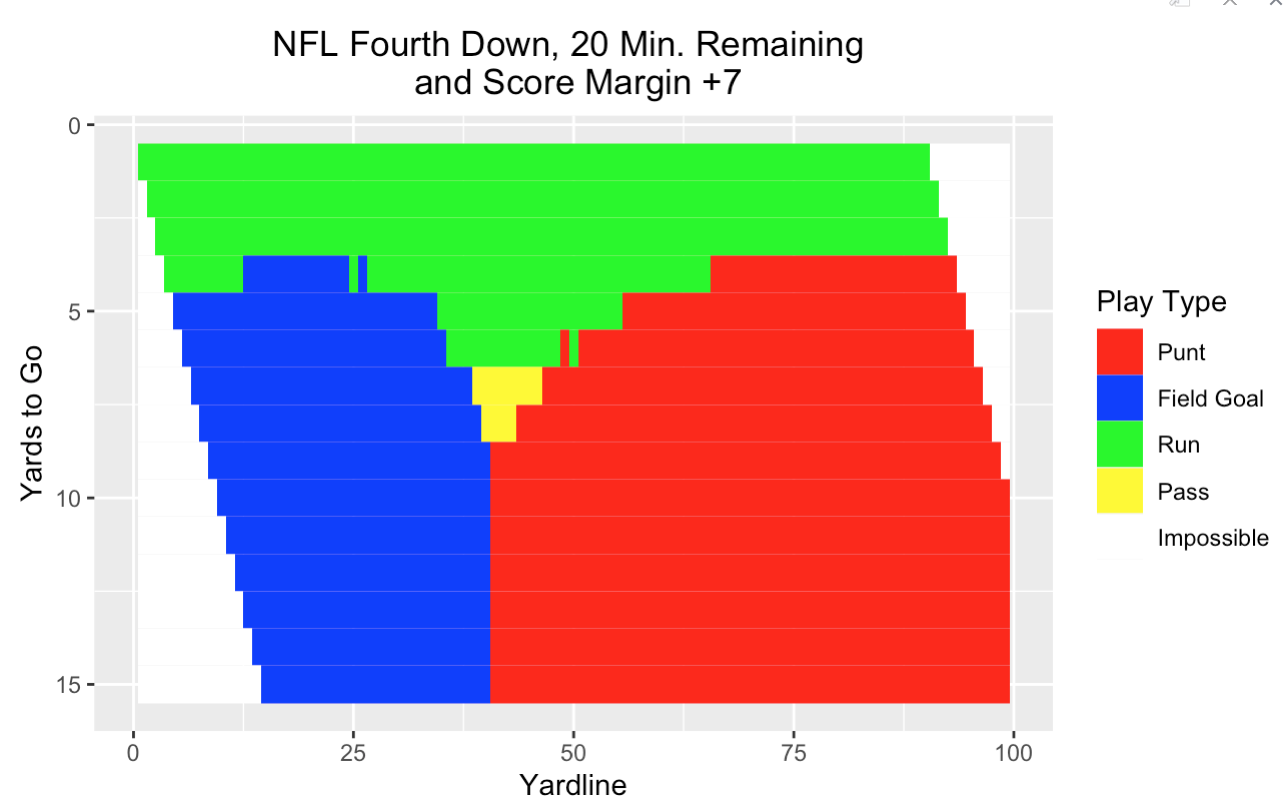 NFL Fourth Down, 20 Min. Remaining
and Score Margin +7
0
5
10
15
Yards to Go
0 25 50 75 100
Yardline
Play Type
Punt
Field Goal
Run
Pass
Impossible